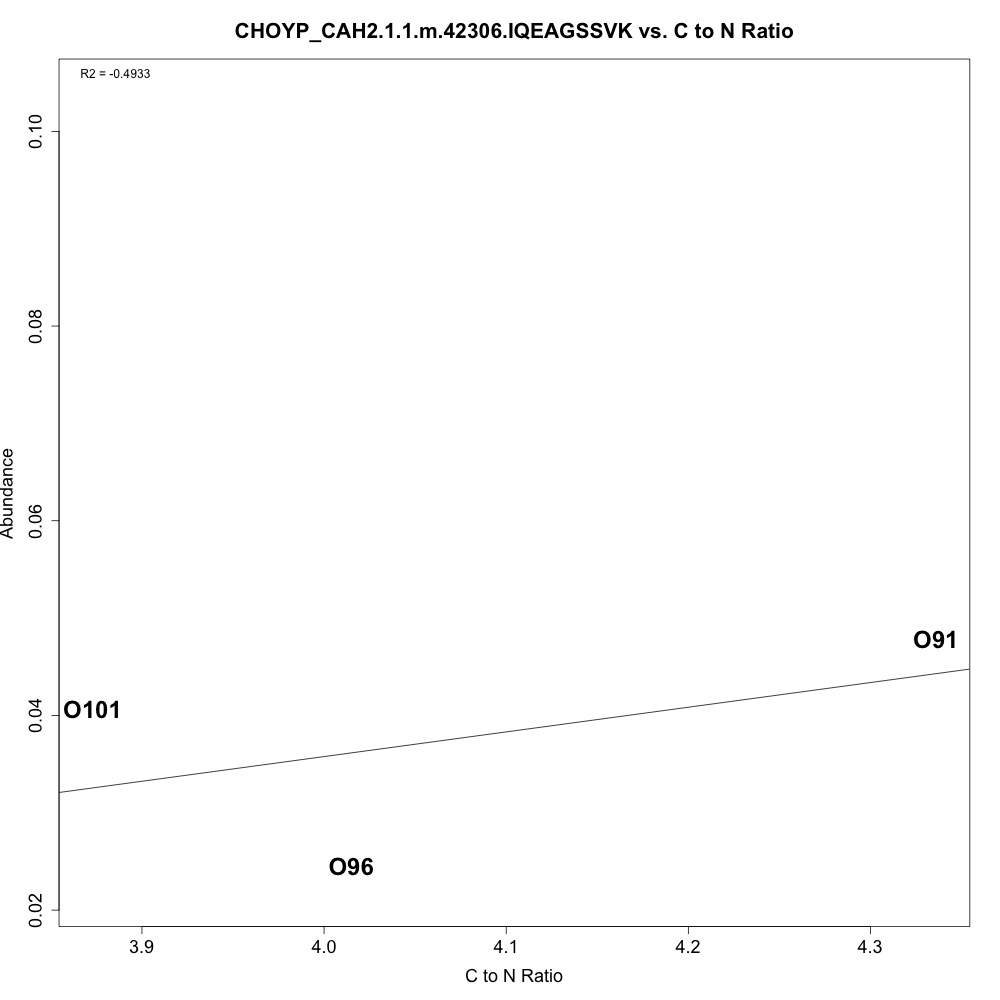 CHOYP_CAH2.1.1.m.42306.IQEAGSSVK vs. C to N Ratio
R2 = -0.4933
0.10
0.08
0.06
0.04
0.02
Abundance
O91
O101
O96
3.9 4.0 4.1 4.2 4.3
C to N Ratio